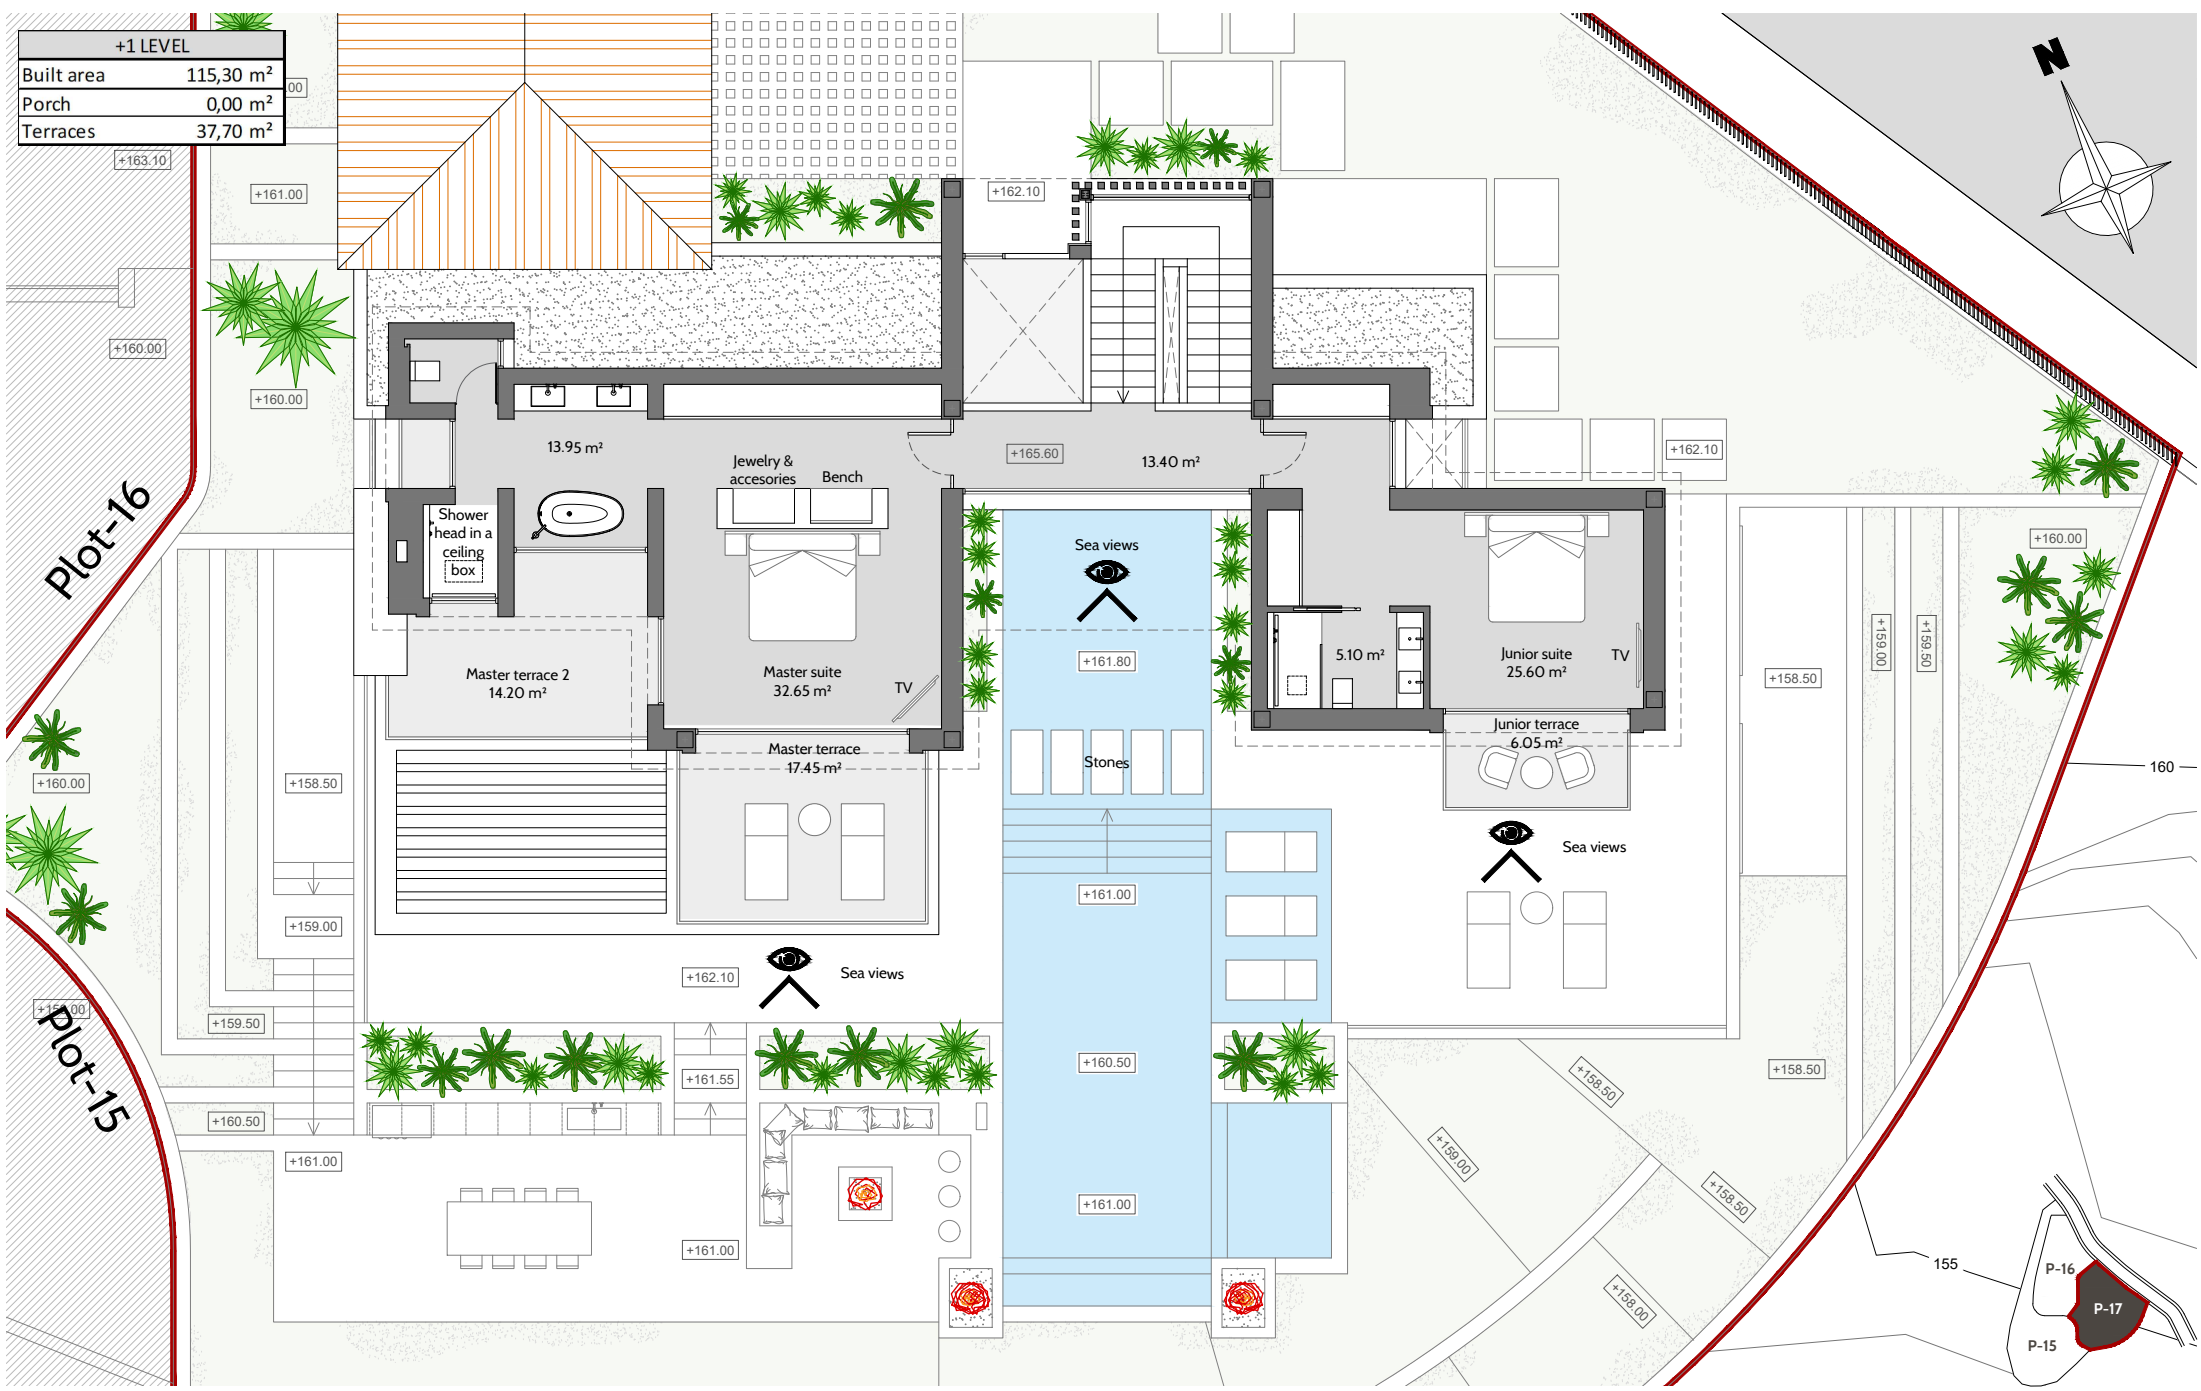 +1 LEVEL
Built area 115,30 m²
Porch 0,00 m²
Terraces 37,70 m²
.00
N
+163.10
+161.00
+162.10
+160.00
+160.00
13.95 m²
Jewelry &
accesories
Bench
+165.60
13.40 m²
+162.10
Plot-16
Shower
head in a
ceiling
box
Sea views
+160.00
+159.00
+159.50
Master terrace 2
14.20 m²
Master suite
32.65 m²
TV
+161.80
5.10 m²
Junior suite
25.60 m²
TV
+158.50
Junior terrace
6.05 m²
Master terrace
17.45 m²
Stones
160
+160.00
+158.50
Sea views
+161.00
+159.00
+162.10
Sea views
Plot-15
+159.50
+160.50
+158.50
+158.50
+161.55
+160.50
+159.00
+161.00
+158.50
+161.00
+161.00
155
+158.00
P-16
P-17
P-15